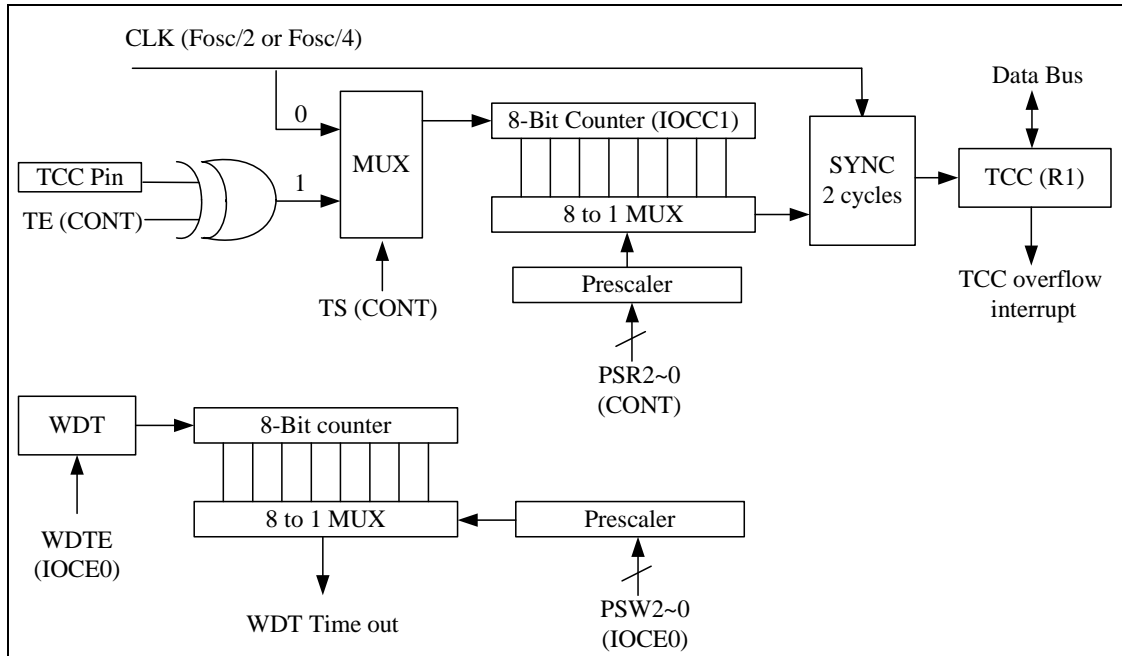 CLK (Fosc/2 or Fosc/4)
Data Bus
0
8-Bit Counter (IOCC1)
MUX
SYNC
2 cycles
TCC (R1)
TCC Pin
1
TE (CONT)
8 to 1 MUX
Prescaler
TS (CONT)
TCC overflow
interrupt
PSR2~0
(CONT)
WDT
8-Bit counter
8 to 1 MUX
Prescaler
WDTE
(IOCE0)
WDT Time out
PSW2~0
(IOCE0)